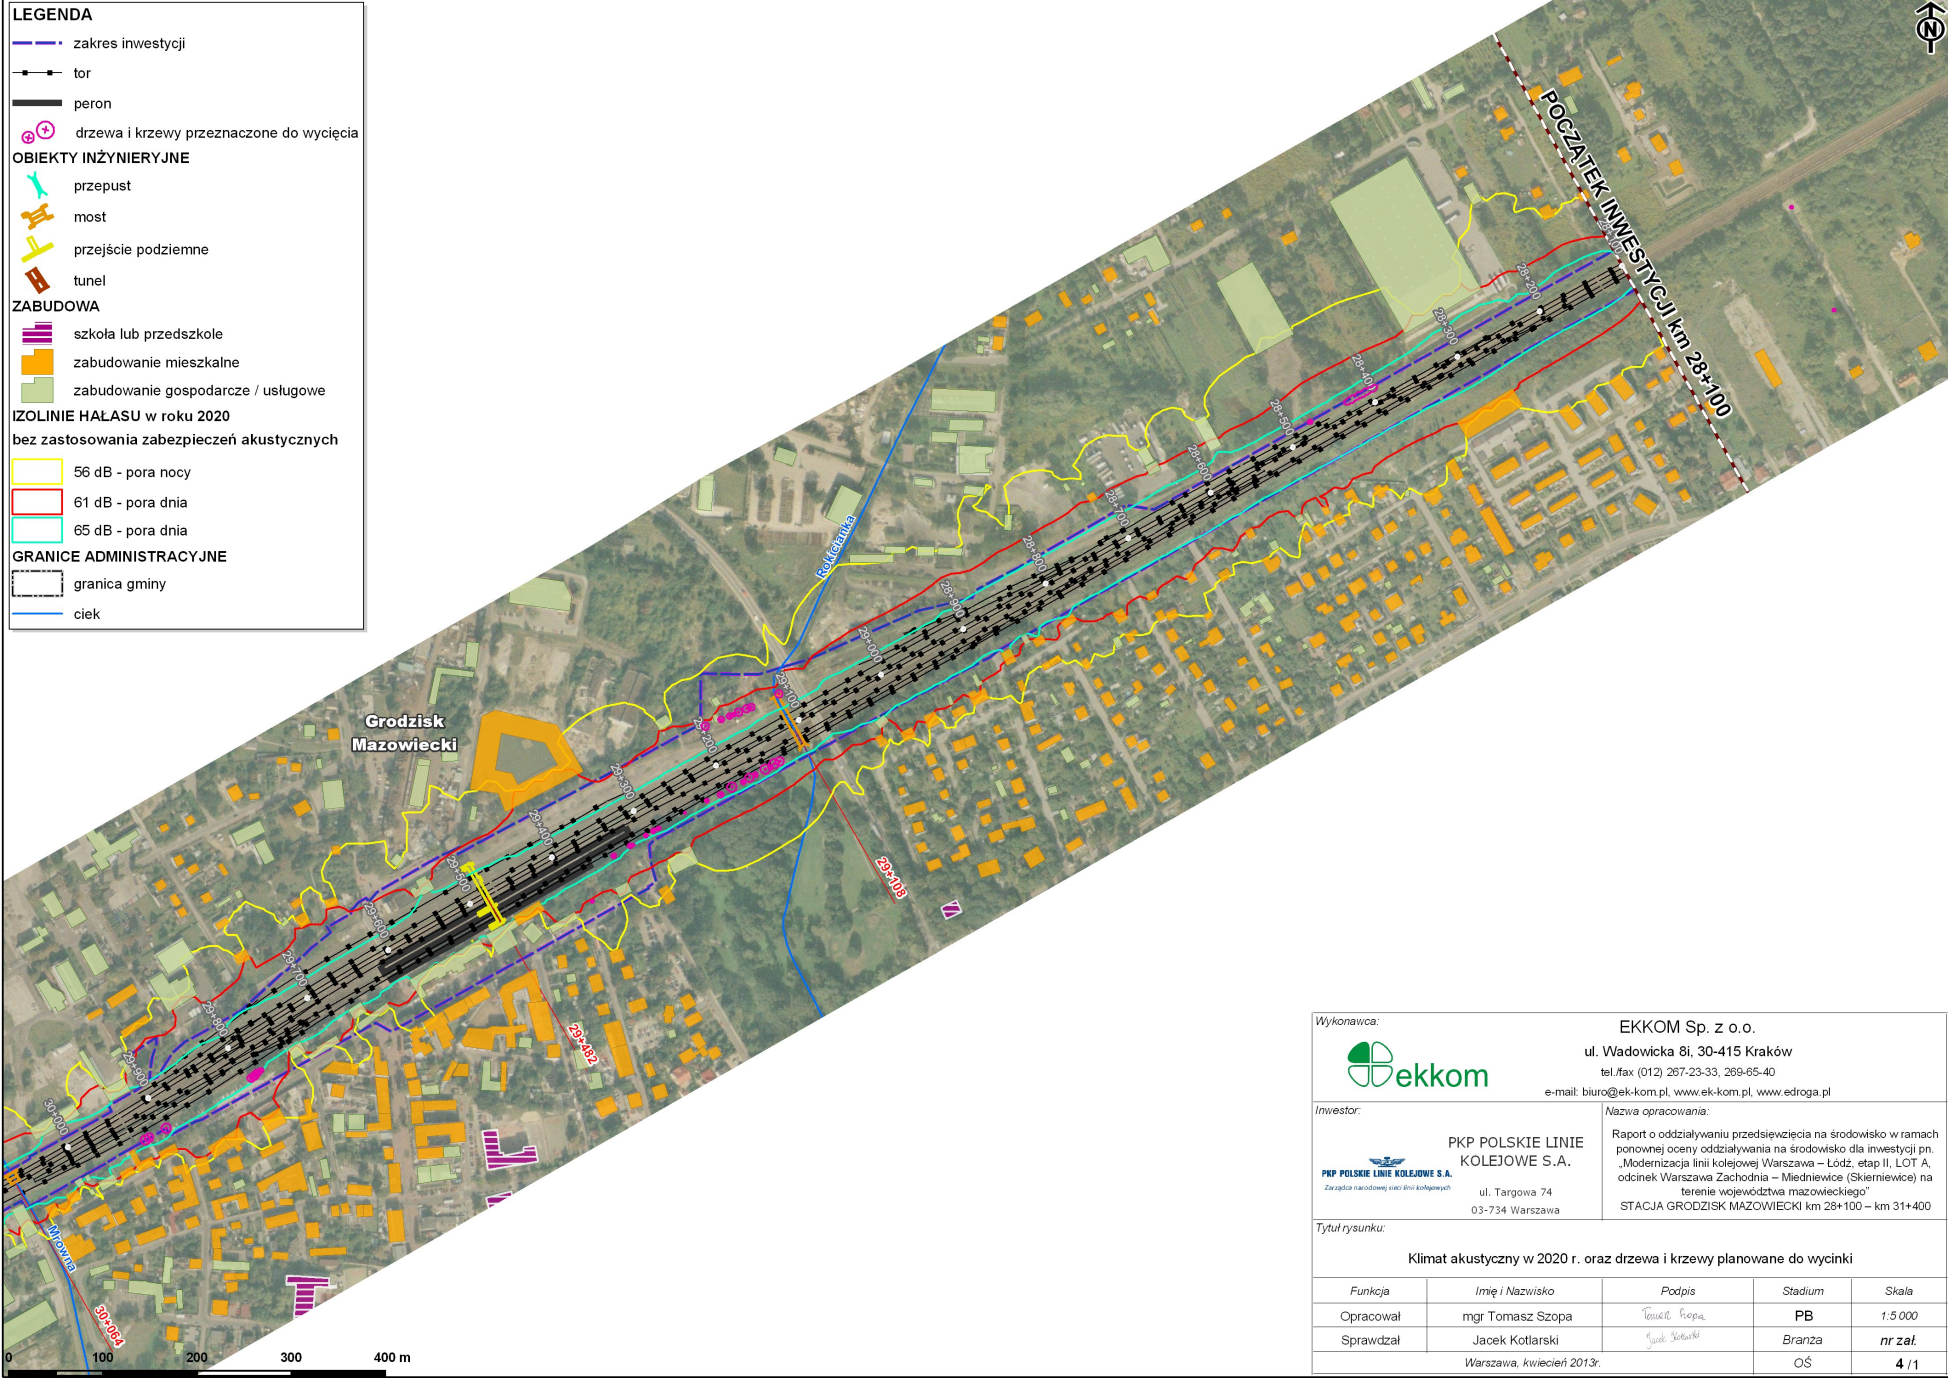 LEGENDA
zakres inwestycji
tor
peron
drzewa i krzewy przeznaczone do wycięcia
OBIEKTY INŻYNIERYJNE
przepust
most
przejście podziemne
tunel
ZABUDOWA
szkoła lub przedszkole
zabudowanie mieszkalne
zabudowanie gospodarcze / usługowe
IZOLINIE HAŁASU w roku 2020
bez zastosowania zabezpieczeń akustycznych
56 dB - pora nocy
61 dB - pora dnia
65 dB - pora dnia
GRANICE ADMINISTRACYJNE
granica gminy
ciek
N
POCZĄTEK INWESTYCJI km 28+100
28+100
28+200
28+300
28+400
28+500
28+600
28+700
28+800
28+900
29+000
29+100
29+200
29+300
29+400
29+500
29+600
29+700
29+800
29+900
30+000
Rokicianka
Grodzisk
Mazowiecki
29+108
29+482
Mrowna
30+064
0 100 200 300 400 m
Wykonawca:
ekkom
EKKOM Sp. z o.o.
ul. Wadowicka 8i, 30-415 Kraków
tel./fax (012) 267-23-33, 269-65-40
e-mail: biuro@ek-kom.pl, www.ek-kom.pl, www.edroga.pl
Inwestor:
PKP POLSKIE LINIE KOLEJOWE S.A.
Zarządca narodowej sieci linii kolejowych
PKP POLSKIE LINIE
KOLEJOWE S.A.
ul. Targowa 74
03-734 Warszawa
Nazwa opracowania:
Raport o oddziaływaniu przedsięwzięcia na środowisko w ramach
ponownej oceny oddziaływania na środowisko dla inwestycji pn.
„Modernizacja linii kolejowej Warszawa – Łódź, etap II, LOT A,
odcinek Warszawa Zachodnia – Miedniewice (Skierniewice) na
terenie województwa mazowieckiego”
STACJA GRODZISK MAZOWIECKI km 28+100 – km 31+400
Tytuł rysunku:
Klimat akustyczny w 2020 r. oraz drzewa i krzewy planowane do wycinki
Funkcja Imię i Nazwisko Podpis Stadium Skala
Opracował mgr Tomasz Szopa Tomasz Szopa PB 1:5 000
Sprawdzał Jacek Kotlarski Jacek Kotlarski Branża nr zał.
Warszawa, kwiecień 2013r. OŚ 4 /1